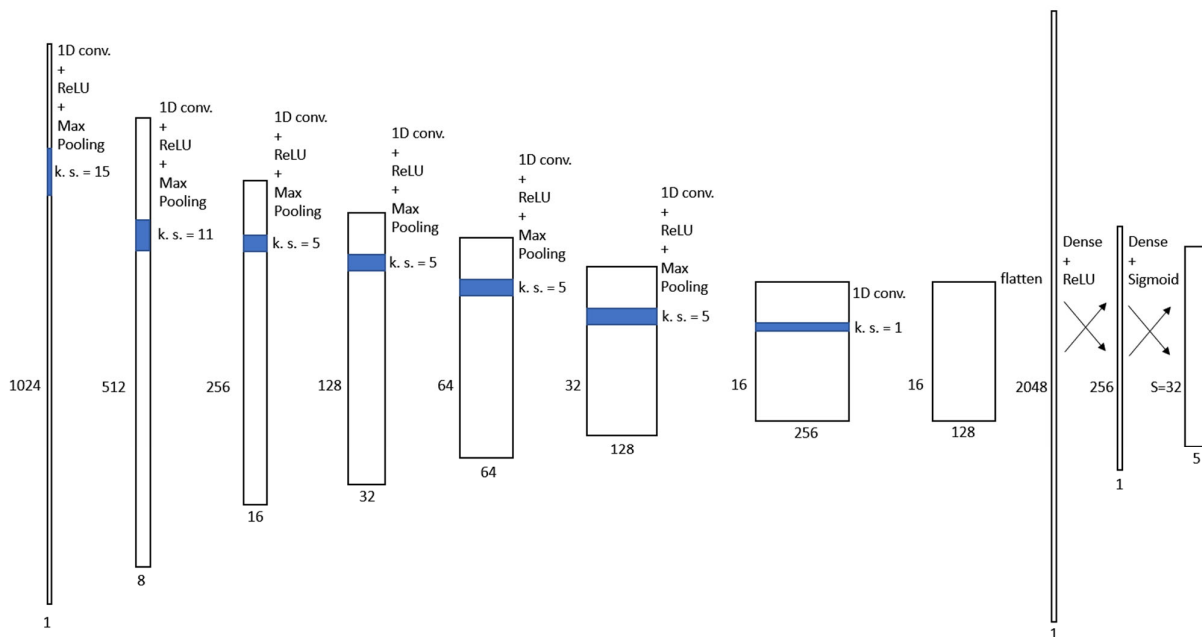 1D conv.
+
ReLU
+
Max
Pooling
k. s. = 15
1024
1
1D conv.
+
ReLU
+
Max
Pooling
k. s. = 11
512
8
1D conv.
+
ReLU
+
Max
Pooling
k. s. = 5
256
16
1D conv.
+
ReLU
+
Max
Pooling
k. s. = 5
128
32
1D conv.
+
ReLU
+
Max
Pooling
k. s. = 5
64
64
1D conv.
+
ReLU
+
Max
Pooling
k. s. = 5
32
128
1D conv.
k. s. = 1
16
256
16
128
flatten
2048
1
Dense
+
ReLU
256
1
Dense
+
Sigmoid
S=32
5